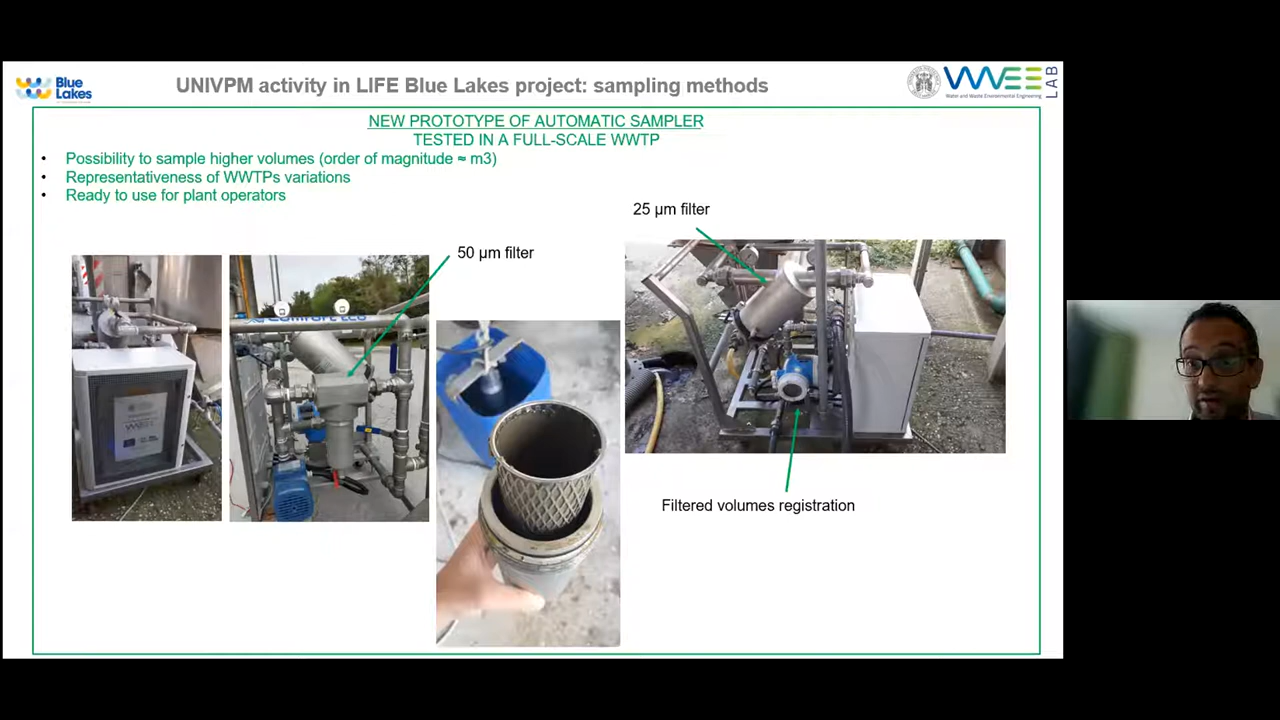 Blue
Lakes
UNIVPM activity in LIFE Blue Lakes project: sampling methods
WEE
LAB
Water and Waste Environmental Engineering
NEW PROTOTYPE OF AUTOMATIC SAMPLER
TESTED IN A FULL-SCALE WWTP
• Possibility to sample higher volumes (order of magnitude ≈ m3)
• Representativeness of WWTPs variations
• Ready to use for plant operators
25 µm filter
50 µm filter
Filtered volumes registration